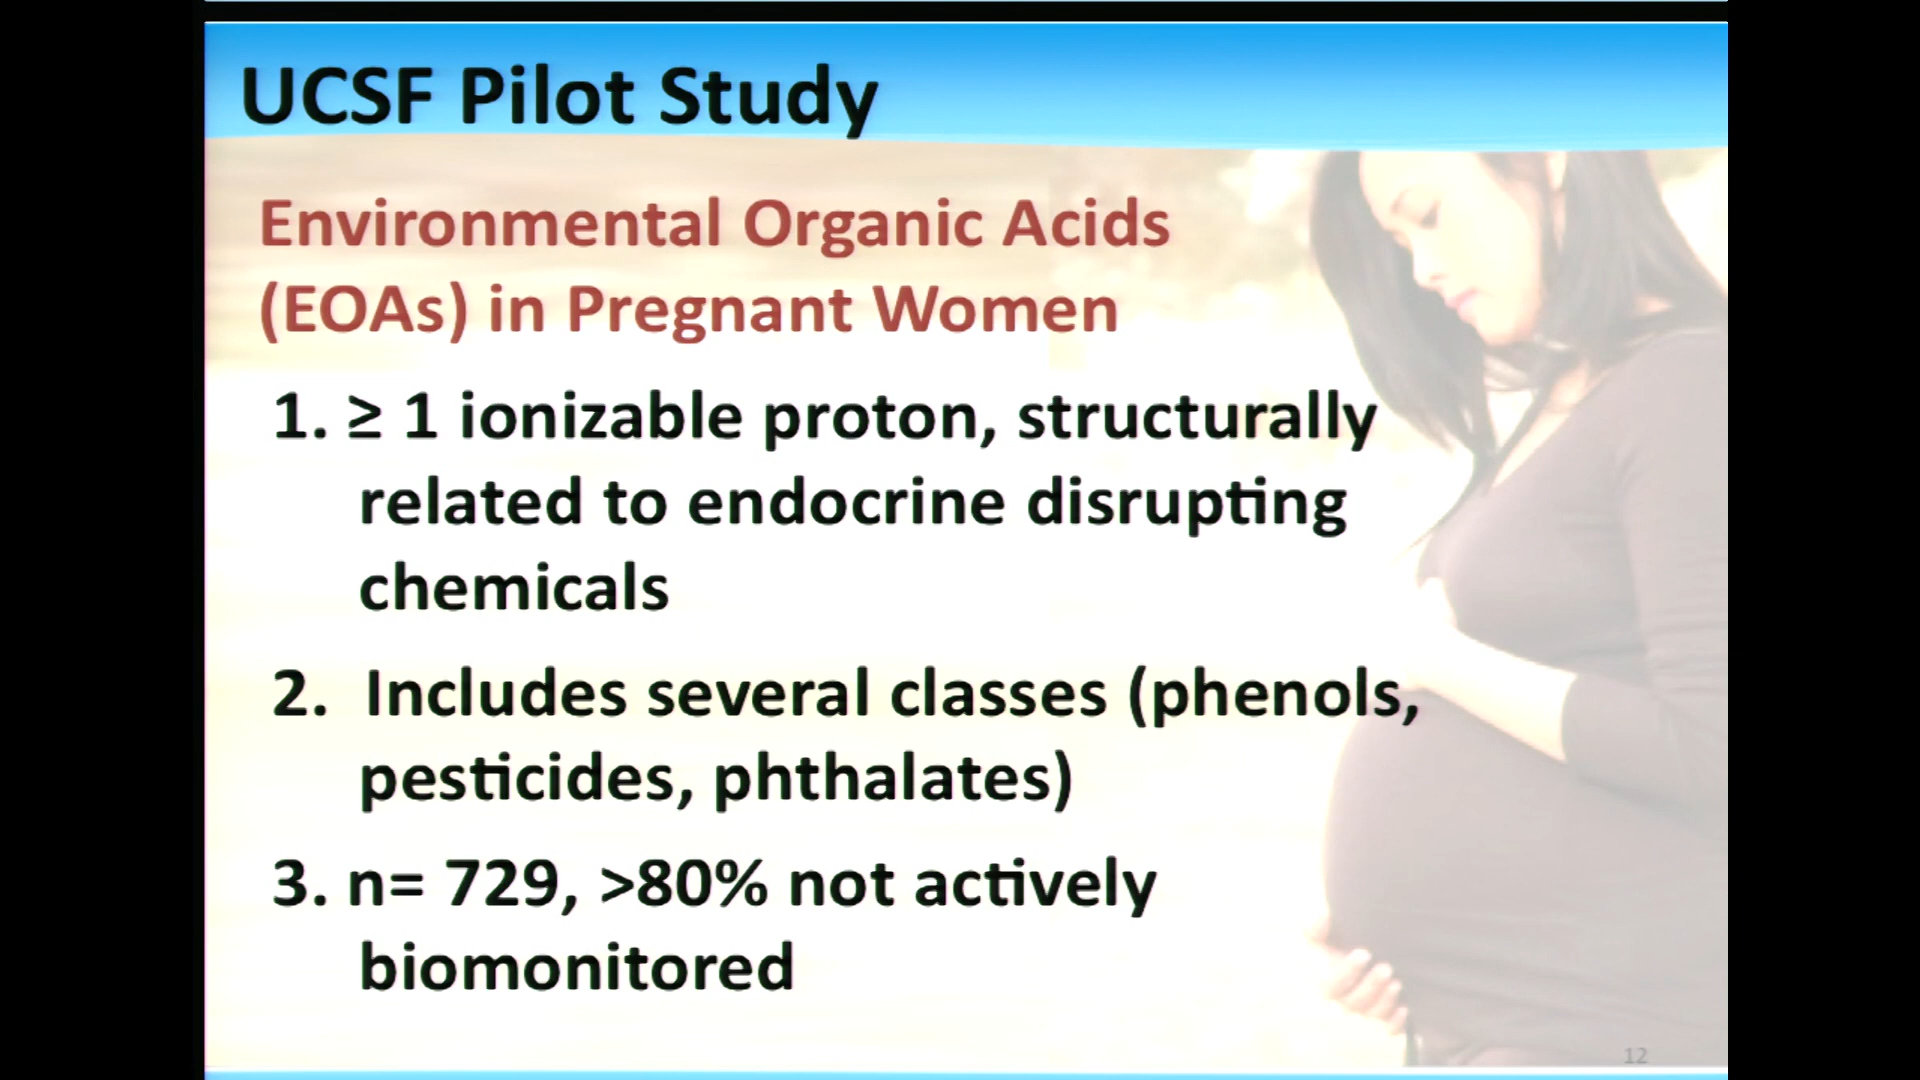 UCSF Pilot Study
Environmental Organic Acids
(EOAs) in Pregnant Women
1. ≥ 1 ionizable proton, structurally
related to endocrine disrupting
chemicals
2. Includes several classes (phenols,
pesticides, phthalates)
3. n= 729, >80% not actively
biomonitored
12